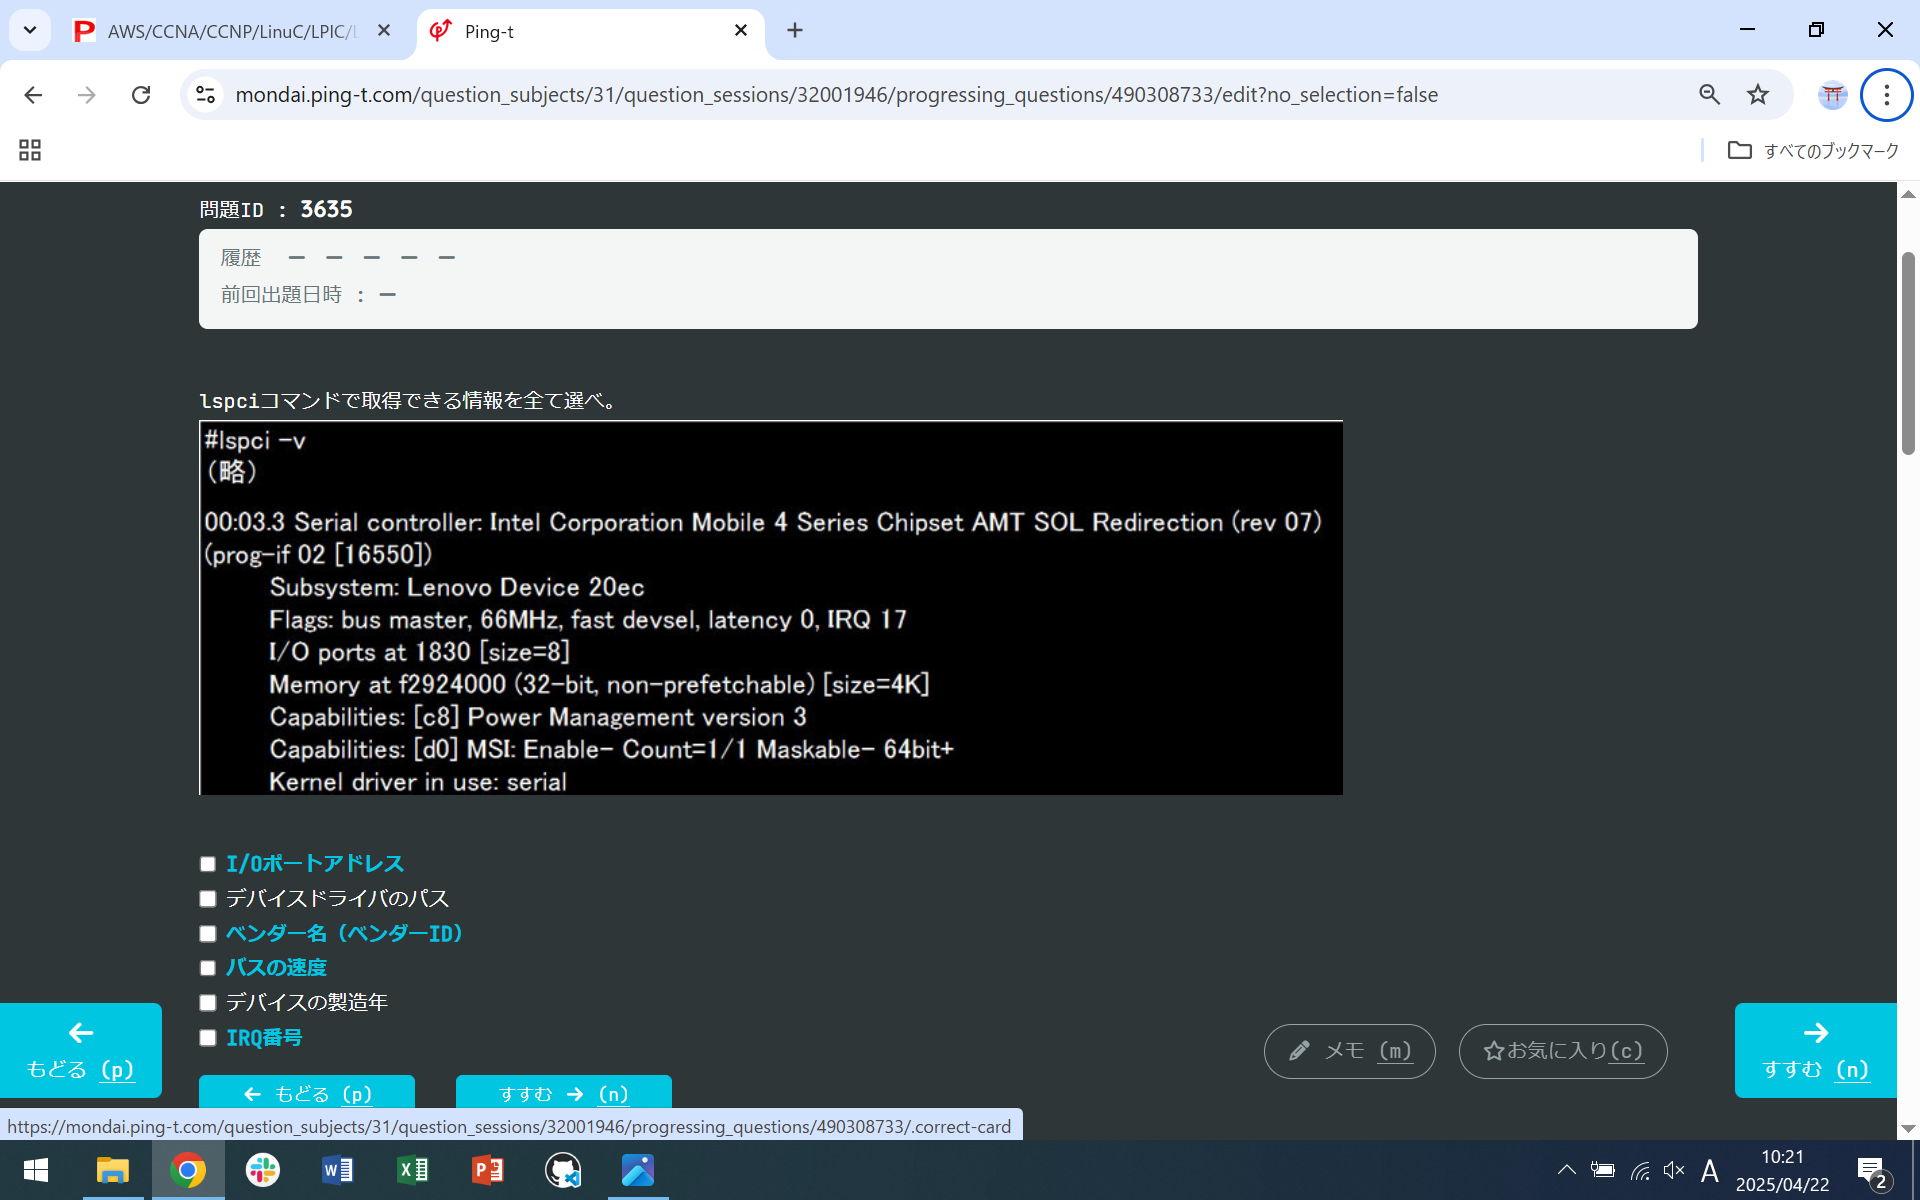 AWS/CCNA/CCNP/LinuC/LPIC/
Ping-t
mondai.ping-t.com/question_subjects/31/question_sessions/32001946/progressing_questions/490308733/edit?no_selection=false
すべてのブックマーク
問題ID : 3635
履歴 ー ー ー ー ー
前回出題日時 : ー
lspciコマンドで取得できる情報を全て選べ。
#lspci -v
（略）
00:03.3 Serial controller: Intel Corporation Mobile 4 Series Chipset AMT SOL Redirection (rev 07)
(prog-if 02 [16550])
Subsystem: Lenovo Device 20ec
Flags: bus master, 66MHz, fast devsel, latency 0, IRQ 17
I/O ports at 1830 [size=8]
Memory at f2924000 (32-bit, non-prefetchable) [size=4K]
Capabilities: [c8] Power Management version 3
Capabilities: [d0] MSI: Enable- Count=1/1 Maskable- 64bit+
Kernel driver in use: serial
I/Oポートアドレス
デバイスドライバのパス
ベンダー名（ベンダーID）
バスの速度
デバイスの製造年
IRQ番号
← もどる (p)
メモ (m)
お気に入り(c)
→ すすむ (n)
← もどる (p)
すすむ → (n)
https://mondai.ping-t.com/question_subjects/31/question_sessions/32001946/progressing_questions/490308733/.correct-card
A
10:21
2025/04/22
2